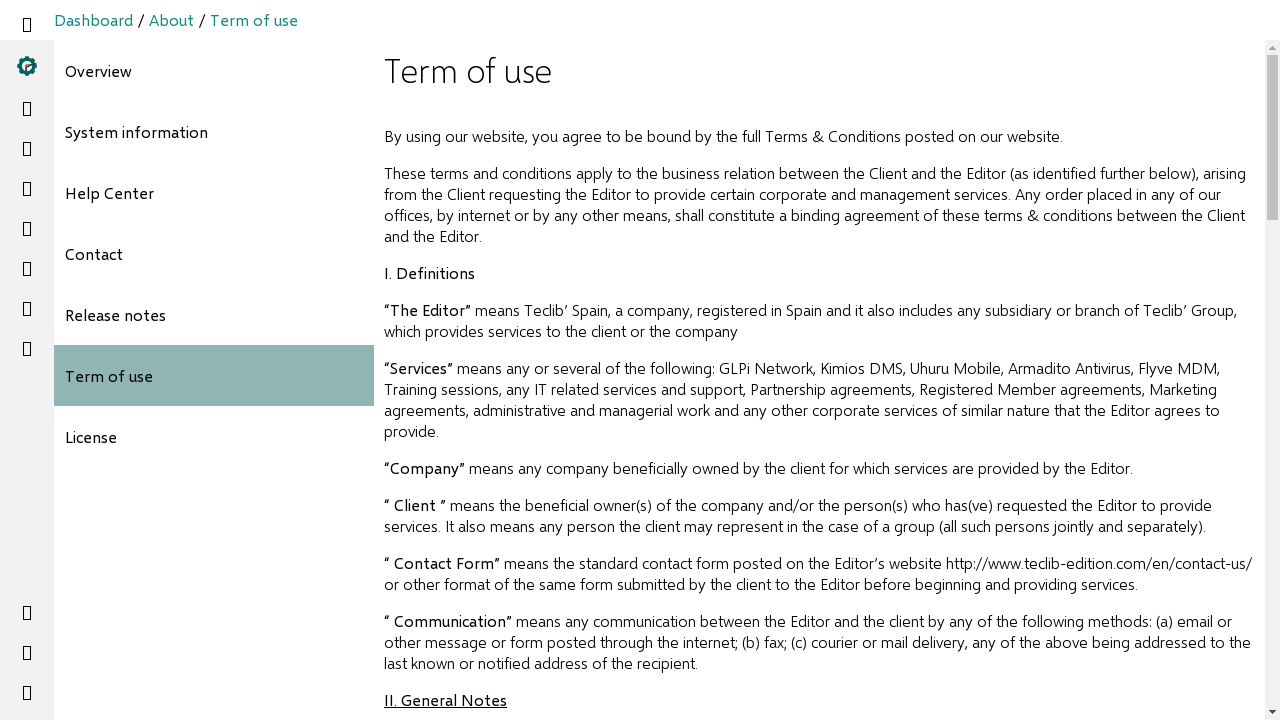 Dashboard / About / Term of use
Overview
System information
Help Center
Contact
Release notes
Term of use
License
Term of use
By using our website, you agree to be bound by the full Terms & Conditions posted on our website.
These terms and conditions apply to the business relation between the Client and the Editor (as identified further below), arising
from the Client requesting the Editor to provide certain corporate and management services. Any order placed in any of our
offices, by internet or by any other means, shall constitute a binding agreement of these terms & conditions between the Client
and the Editor.
I. Definitions
“The Editor” means Teclib’ Spain, a company, registered in Spain and it also includes any subsidiary or branch of Teclib’ Group,
which provides services to the client or the company
“Services” means any or several of the following: GLPi Network, Kimios DMS, Uhuru Mobile, Armadito Antivirus, Flyve MDM,
Training sessions, any IT related services and support, Partnership agreements, Registered Member agreements, Marketing
agreements, administrative and managerial work and any other corporate services of similar nature that the Editor agrees to
provide.
“Company” means any company beneficially owned by the client for which services are provided by the Editor.
“ Client ” means the beneficial owner(s) of the company and/or the person(s) who has(ve) requested the Editor to provide
services. It also means any person the client may represent in the case of a group (all such persons jointly and separately).
“ Contact Form” means the standard contact form posted on the Editor’s website http://www.teclib-edition.com/en/contact-us/
or other format of the same form submitted by the client to the Editor before beginning and providing services.
“ Communication” means any communication between the Editor and the client by any of the following methods: (a) email or
other message or form posted through the internet; (b) fax; (c) courier or mail delivery, any of the above being addressed to the
last known or notified address of the recipient.
II. General Notes